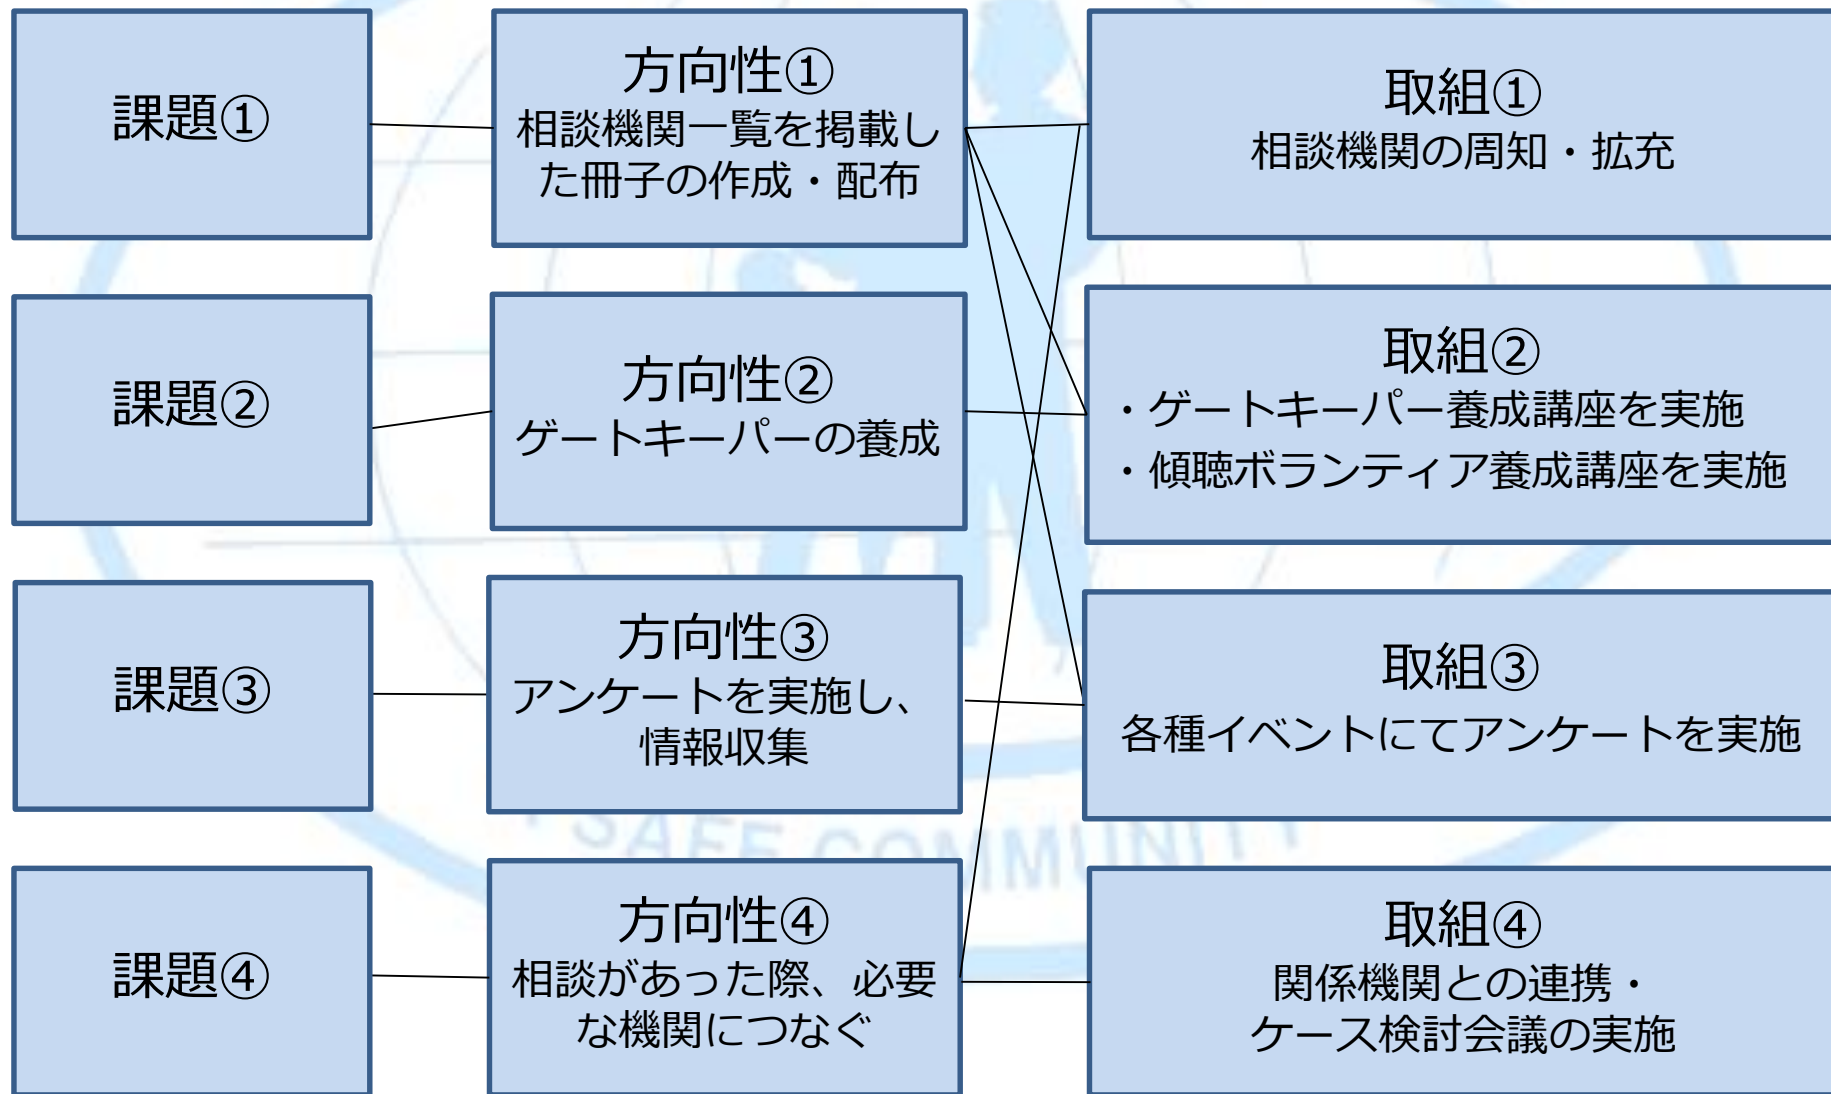 課題①
方向性①
相談機関一覧を掲載し
た冊子の作成・配布
取組①
相談機関の周知・拡充
課題②
方向性②
ゲートキーパーの養成
取組②
・ゲートキーパー養成講座を実施
・傾聴ボランティア養成講座を実施
課題③
方向性③
アンケートを実施し、
情報収集
取組③
各種イベントにてアンケートを実施
SAFE COMMUNITY
課題④
方向性④
相談があった際、必要
な機関につなぐ
取組④
関係機関との連携・
ケース検討会議の実施